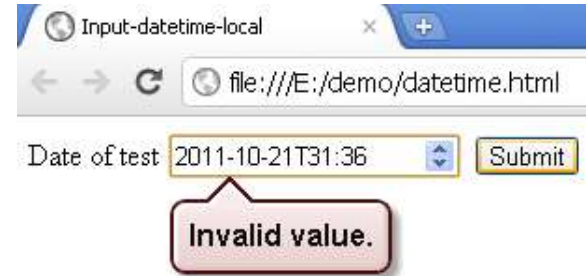 Input-datetime-local
file:///E:/demo/datetime.html
Date of test 2011-10-21T31:36 Submit
Invalid value.